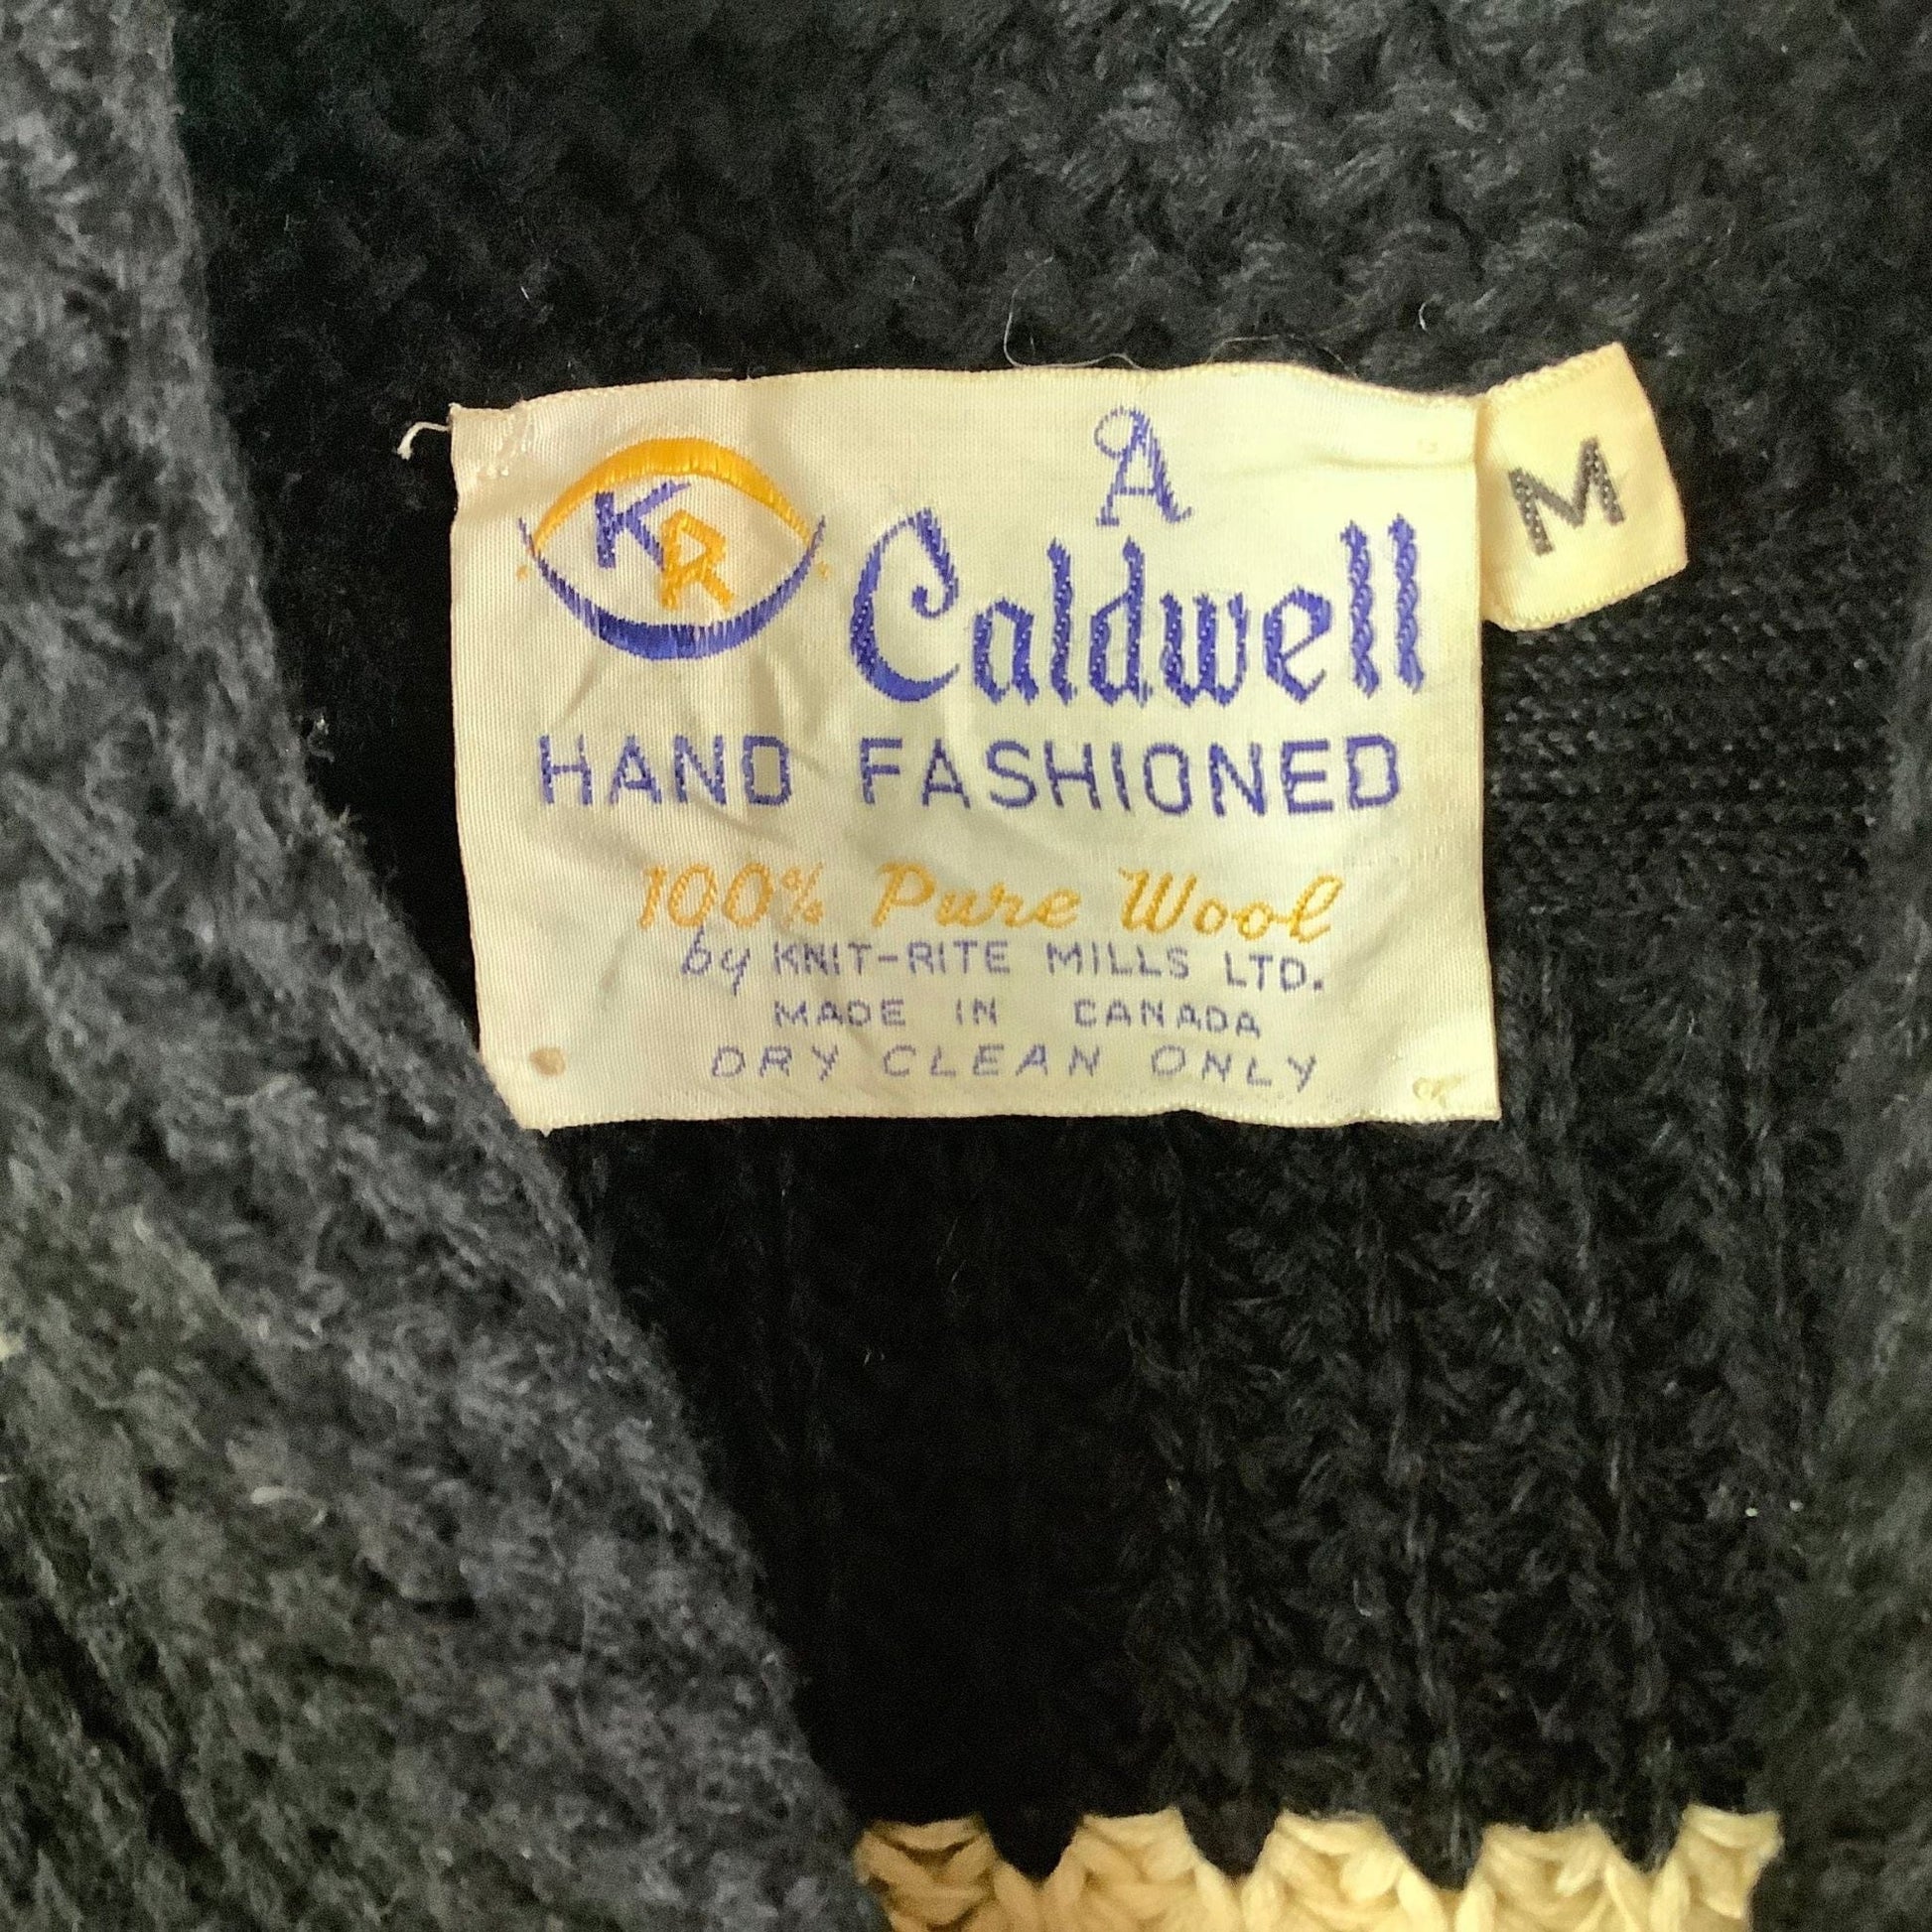 KR
A
Caldwell
M
HAND FASHIONED
100% Pure Wool
by KNIT-RITE MILLS LTD.
MADE IN CANADA
DRY CLEAN ONLY